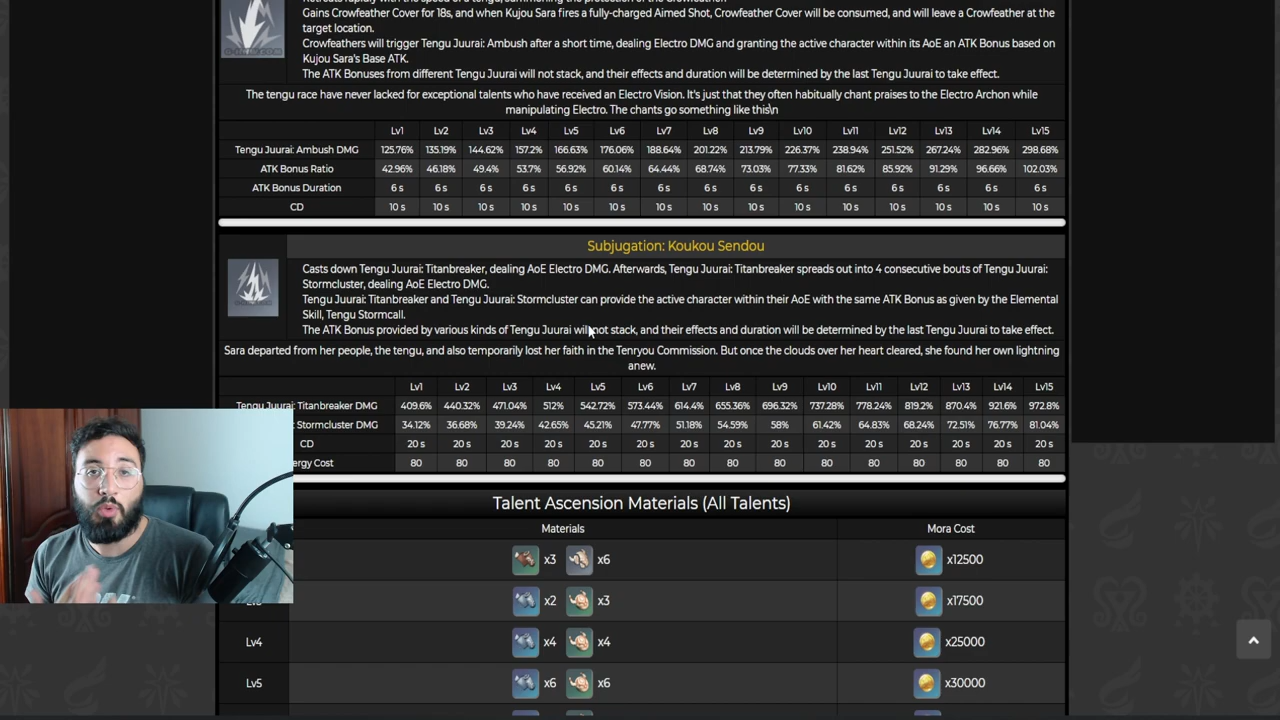 Gains Crowfeather Cover for 18s, and when Kujou Sara fires a fully-charged Aimed Shot, Crowfeather Cover will be consumed, and will leave a Crowfeather at the
target location.
Crowfeathers will trigger Tengu Juurai: Ambush after a short time, dealing Electro DMG and granting the active character within its AoE an ATK Bonus based on
Kujou Sara's Base ATK.
The ATK Bonuses from different Tengu Juurai will not stack, and their effects and duration will be determined by the last Tengu Juurai to take effect.
The tengu race have never lacked for exceptional talents who have received an Electro Vision. It's just that they often habitually chant praises to the Electro Archon while
manipulating Electro. The chants go something like this\n
Lv1 Lv2 Lv3 Lv4 Lv5 Lv6 Lv7 Lv8 Lv9 Lv10 Lv11 Lv12 Lv13 Lv14 Lv15
Tengu Juurai: Ambush DMG 125.76% 135.19% 144.62% 157.2% 166.63% 176.06% 188.64% 201.22% 213.79% 226.37% 238.94% 251.52% 267.24% 282.96% 298.68%
ATK Bonus Ratio 42.96% 46.18% 49.4% 53.7% 56.92% 60.14% 64.44% 68.74% 73.03% 77.33% 81.62% 85.92% 91.29% 96.66% 102.03%
ATK Bonus Duration 6 s 6 s 6 s 6 s 6 s 6 s 6 s 6 s 6 s 6 s 6 s 6 s 6 s 6 s 6 s
CD 10 s 10 s 10 s 10 s 10 s 10 s 10 s 10 s 10 s 10 s 10 s 10 s 10 s 10 s 10 s
Subjugation: Koukou Sendou
Casts down Tengu Juurai: Titanbreaker, dealing AoE Electro DMG. Afterwards, Tengu Juurai: Titanbreaker spreads out into 4 consecutive bouts of Tengu Juurai:
Stormcluster, dealing AoE Electro DMG.
Tengu Juurai: Titanbreaker and Tengu Juurai: Stormcluster can provide the active character within their AoE with the same ATK Bonus as given by the Elemental
Skill, Tengu Stormcall.
The ATK Bonus provided by various kinds of Tengu Juurai will not stack, and their effects and duration will be determined by the last Tengu Juurai to take effect.
Sara departed from her people, the tengu, and also temporarily lost her faith in the Tenryou Commission. But once the clouds over her heart cleared, she found her own lightning
anew.
Lv1 Lv2 Lv3 Lv4 Lv5 Lv6 Lv7 Lv8 Lv9 Lv10 Lv11 Lv12 Lv13 Lv14 Lv15
Tengu Juurai: Titanbreaker DMG 409.6% 440.32% 471.04% 512% 542.72% 573.44% 614.4% 655.36% 696.32% 737.28% 778.24% 819.2% 870.4% 921.6% 972.8%
Stormcluster DMG 34.12% 36.68% 39.24% 42.65% 45.21% 47.77% 51.18% 54.59% 58% 61.42% 64.83% 68.24% 72.51% 76.77% 81.04%
CD 20 s 20 s 20 s 20 s 20 s 20 s 20 s 20 s 20 s 20 s 20 s 20 s 20 s 20 s 20 s
ergy Cost 80 80 80 80 80 80 80 80 80 80 80 80 80 80 80
Talent Ascension Materials (All Talents)
Materials Mora Cost
x3 x6 x12500
x2 x3 x17500
Lv4 x4 x4 x25000
Lv5 x6 x6 x30000